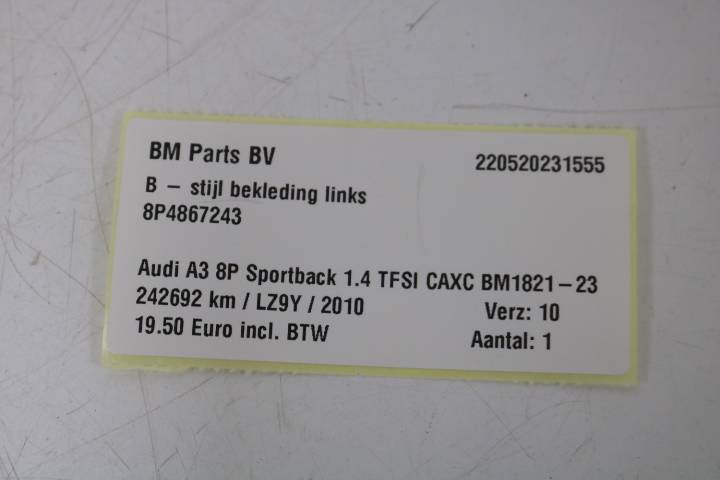 BM Parts BV 220520231555
B – stijl bekleding links
8P4867243
Audi A3 8P Sportback 1.4 TFSI CAXC BM1821–23
242692 km / LZ9Y / 2010 Verz: 10
19.50 Euro incl. BTW Aantal: 1